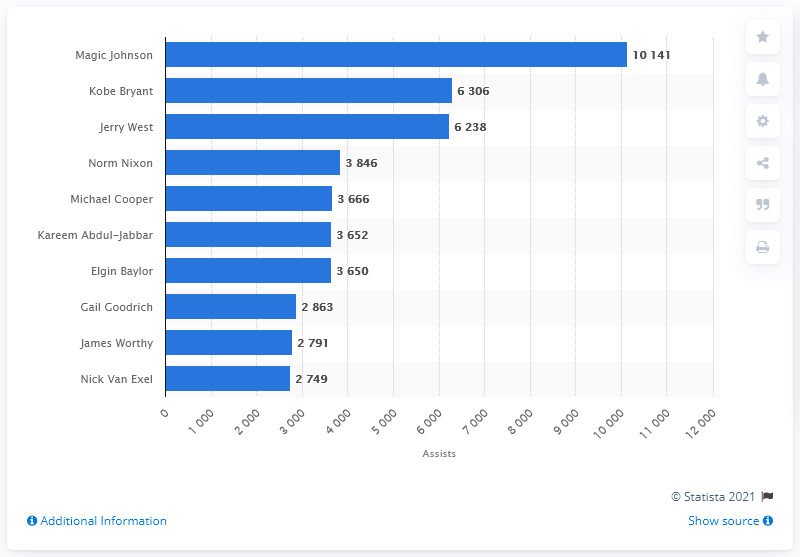 Magic Johnson 10 141
Kobe Bryant 6 306
Jerry West 6 238
Norm Nixon 3 846
Michael Cooper 3 666
Kareem Abdul-Jabbar 3 652
Elgin Baylor 3 650
Gail Goodrich 2 863
James Worthy 2 791
Nick Van Exel 2 749
0 1 000 2 000 3 000 4 000 5 000 6 000 7 000 8 000 9 000 10 000 11 000 12 000
Assists
© Statista 2021
Additional Information Show source